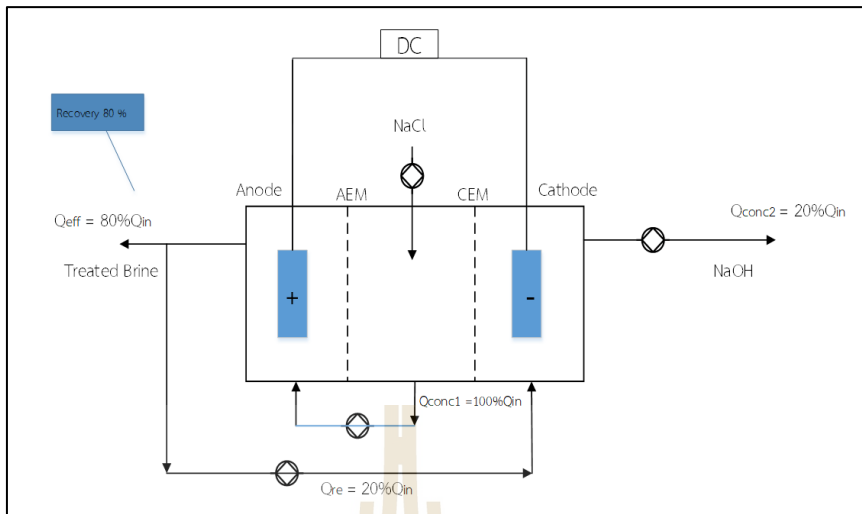 DC
Recovery 80 %
NaCl
Anode
AEM
CEM
Cathode
Qeff = 80%Qin
Qconc2 = 20%Qin
Treated Brine
NaOH
+
-
Qconc1 =100%Qin
Qre = 20%Qin